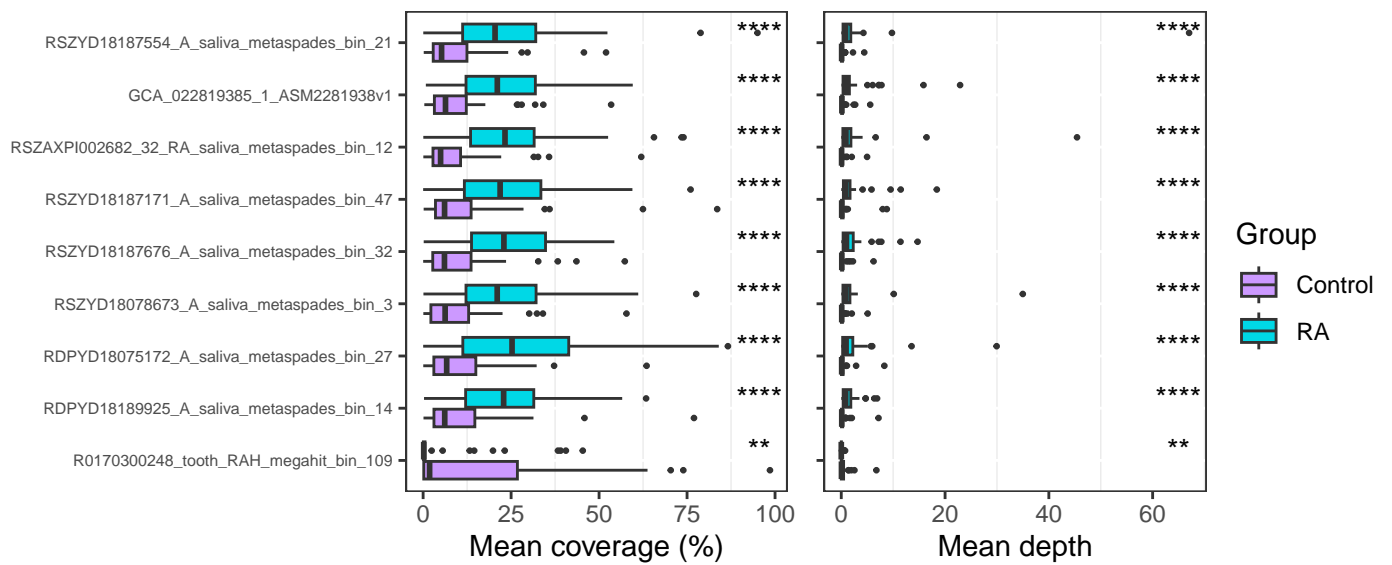 RSZYD18187554_A_saliva_metaspades_bin_21
**** ****
GCA_022819385_1_ASM2281938v1
**** ****
RSZAXPI002682_32_RA_saliva_metaspades_bin_12
**** ****
RSZYD18187171_A_saliva_metaspades_bin_47
**** ****
RSZYD18187676_A_saliva_metaspades_bin_32
**** ****
RSZYD18078673_A_saliva_metaspades_bin_3
**** ****
RDPYD18075172_A_saliva_metaspades_bin_27
**** ****
RDPYD18189925_A_saliva_metaspades_bin_14
**** ****
R0170300248_tooth_RAH_megahit_bin_109
** **
0 25 50 75 100
Mean coverage (%)
0 20 40 60
Mean depth
Group
Control
RA